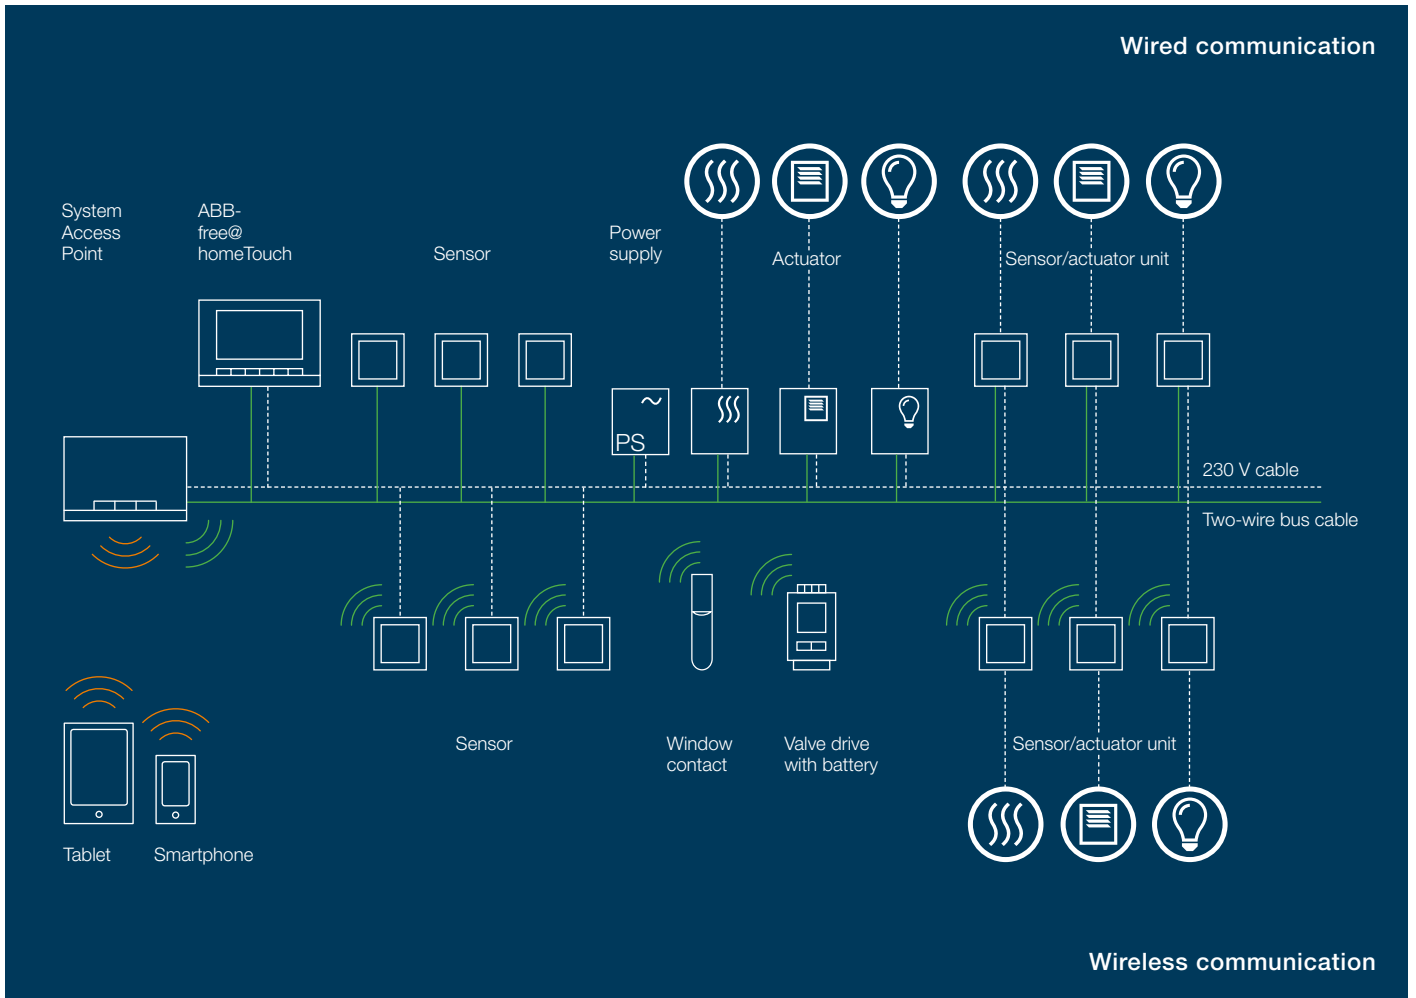 Wired communication
System
Access
Point
ABB-
free@
homeTouch
Sensor
Power
supply
Actuator
Sensor/actuator unit
PS
230 V cable
Two-wire bus cable
Sensor
Window
contact
Valve drive
with battery
Sensor/actuator unit
Tablet
Smartphone
Wireless communication